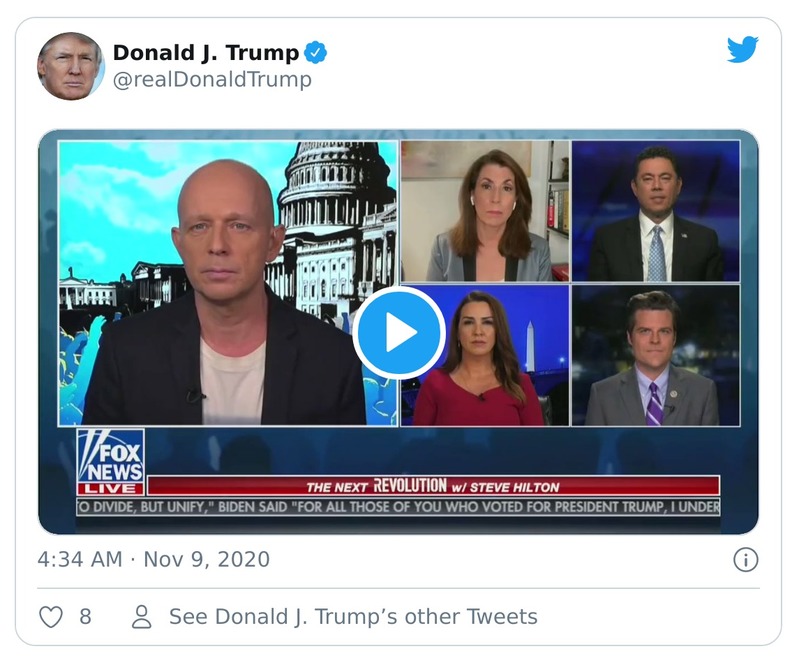 Donald J. Trump
@realDonaldTrump
FOX
NEWS
LIVE
THE NEXT REVOLUTION w/ STEVE HILTON
O DIVIDE, BUT UNIFY," BIDEN SAID "FOR ALL THOSE OF YOU WHO VOTED FOR PRESIDENT TRUMP, I UNDER
4:34 AM · Nov 9, 2020
8
See Donald J. Trump’s other Tweets